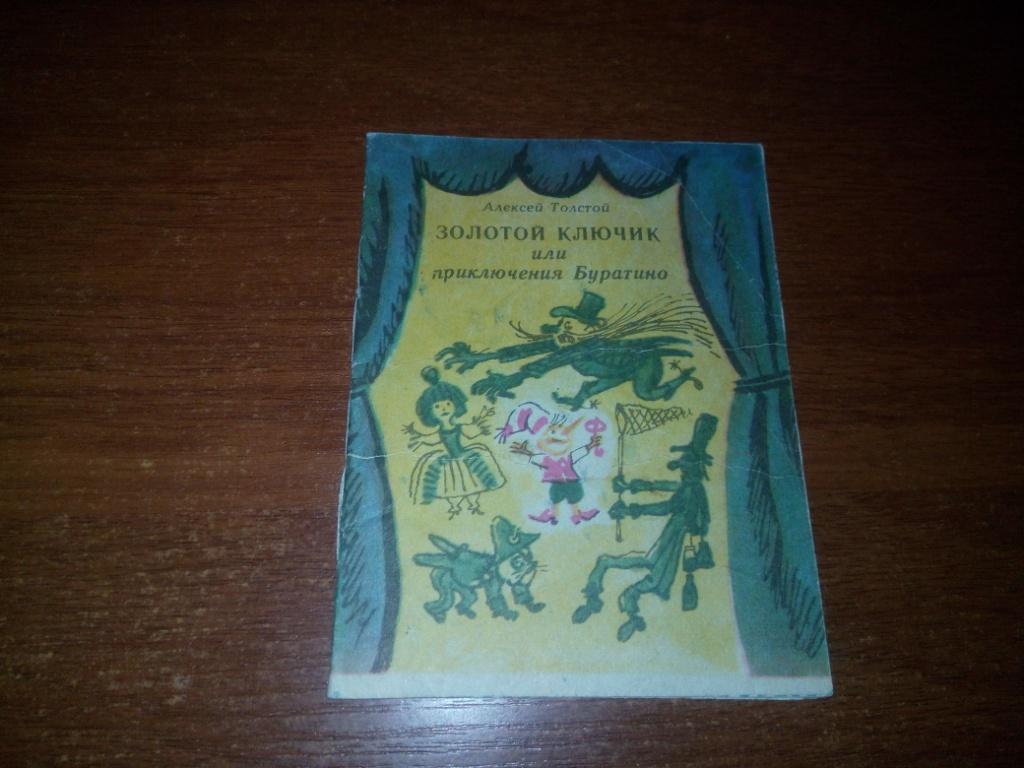 Алексей Толстой
ЗОЛОТОЙ КЛЮЧИК
или
приключения Буратино